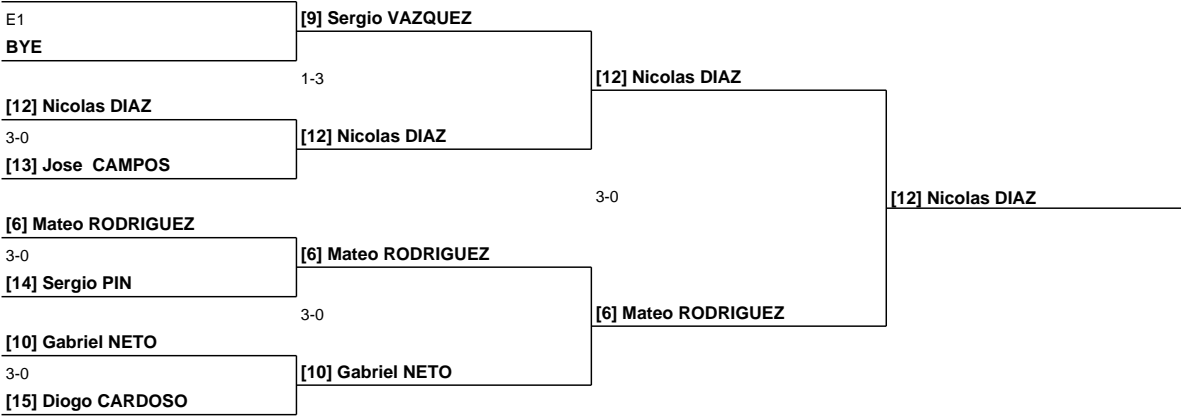 E1
[9] Sergio VAZQUEZ
BYE
1-3
[12] Nicolas DIAZ
[12] Nicolas DIAZ
3-0
[12] Nicolas DIAZ
[13] Jose  CAMPOS
3-0
[12] Nicolas DIAZ
[6] Mateo RODRIGUEZ
3-0
[6] Mateo RODRIGUEZ
[14] Sergio PIN
3-0
[6] Mateo RODRIGUEZ
[10] Gabriel NETO
3-0
[10] Gabriel NETO
[15] Diogo CARDOSO